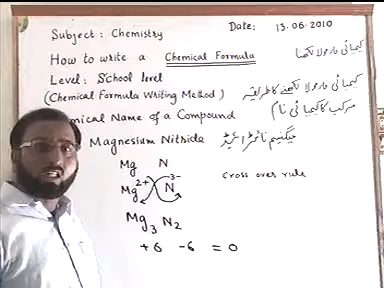 Subject: Chemistry Date: 13.06.2010
How to write a Chemical Formula کیمیائی فارمولا لکھنا
Level: School level
(Chemical Formula Writing Method) کیمیائی فارمولا لکھنے کا طریقہ
emical Name of a Compound مرکب کا کیمیائی نام
Magnesium Nitride میگنیشیم نائٹرائیڈ
Mg N
Mg2+ N3- Cross over rule
Mg3 N2
+6 -6 = 0